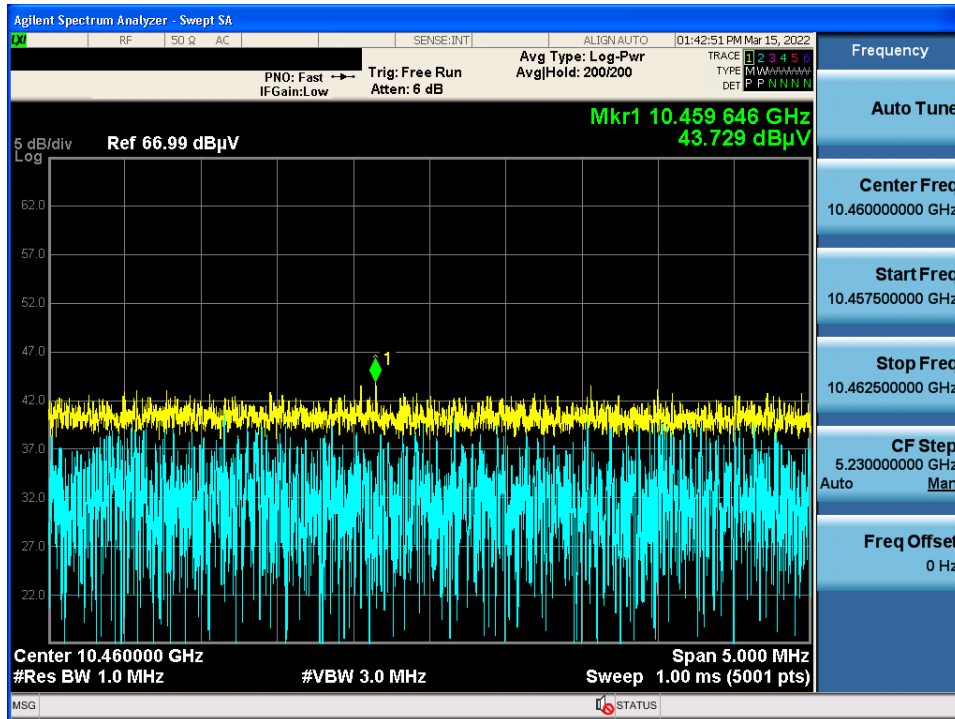 Agilent Spectrum Analyzer - Swept SA
LXI RF 50 Ω AC SENSE:INT ALIGN AUTO 01:42:51 PM Mar 15, 2022
Frequency
PNO: Fast
IFGain:Low
Trig: Free Run
Atten: 6 dB
Avg Type: Log-Pwr
Avg|Hold: 200/200
TRACE 1 2 3 4 5 6
TYPE M W
DET P P N N N N
Mkr1 10.459 646 GHz
43.729 dBµV
5 dB/div Ref 66.99 dBµV
Log
62.0
57.0
52.0
47.0
42.0
37.0
32.0
27.0
22.0
1
Center 10.460000 GHz Span 5.000 MHz
#Res BW 1.0 MHz #VBW 3.0 MHz Sweep 1.00 ms (5001 pts)
Auto Tune
Center Freq
10.460000000 GHz
Start Freq
10.457500000 GHz
Stop Freq
10.462500000 GHz
CF Step
5.230000000 GHz
Auto Man
Freq Offset
0 Hz
MSG STATUS